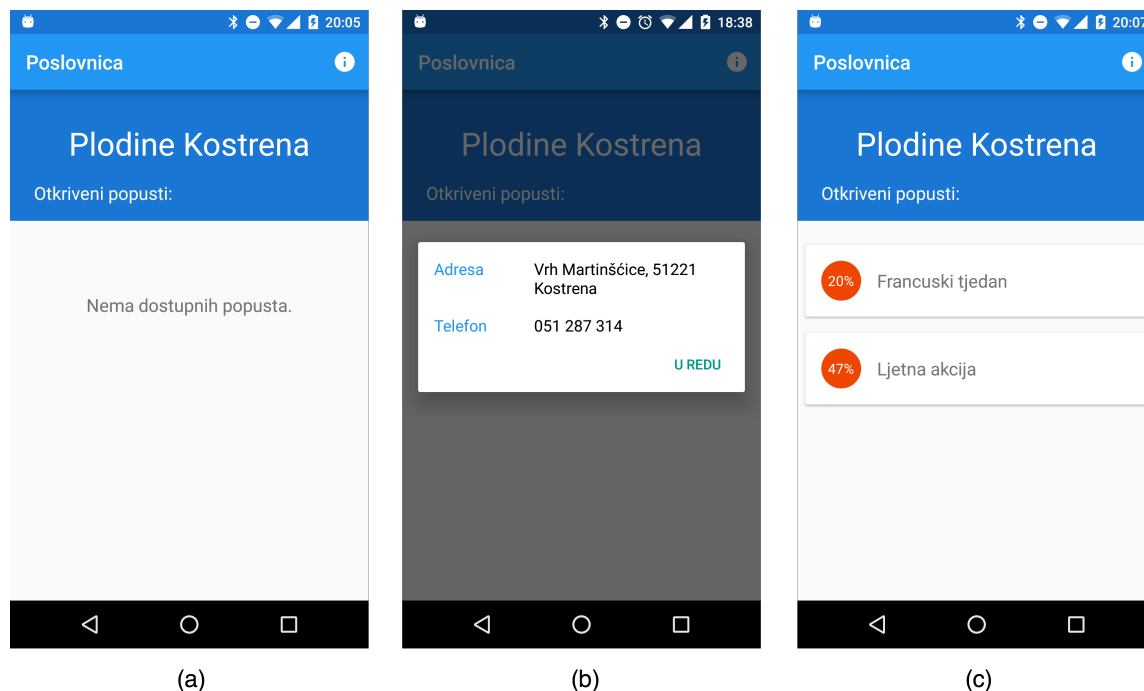 20:05
Poslovnica
Plodine Kostrena
Otkriveni popusti:
Nema dostupnih popusta.
(a)
18:38
Poslovnica
Plodine Kostrena
Otkriveni popusti:
Adresa Vrh Martinšćice, 51221
Kostrena
Telefon 051 287 314
U REDU
(b)
20:07
Poslovnica
Plodine Kostrena
Otkriveni popusti:
20% Francuski tjedan
47% Ljetna akcija
(c)